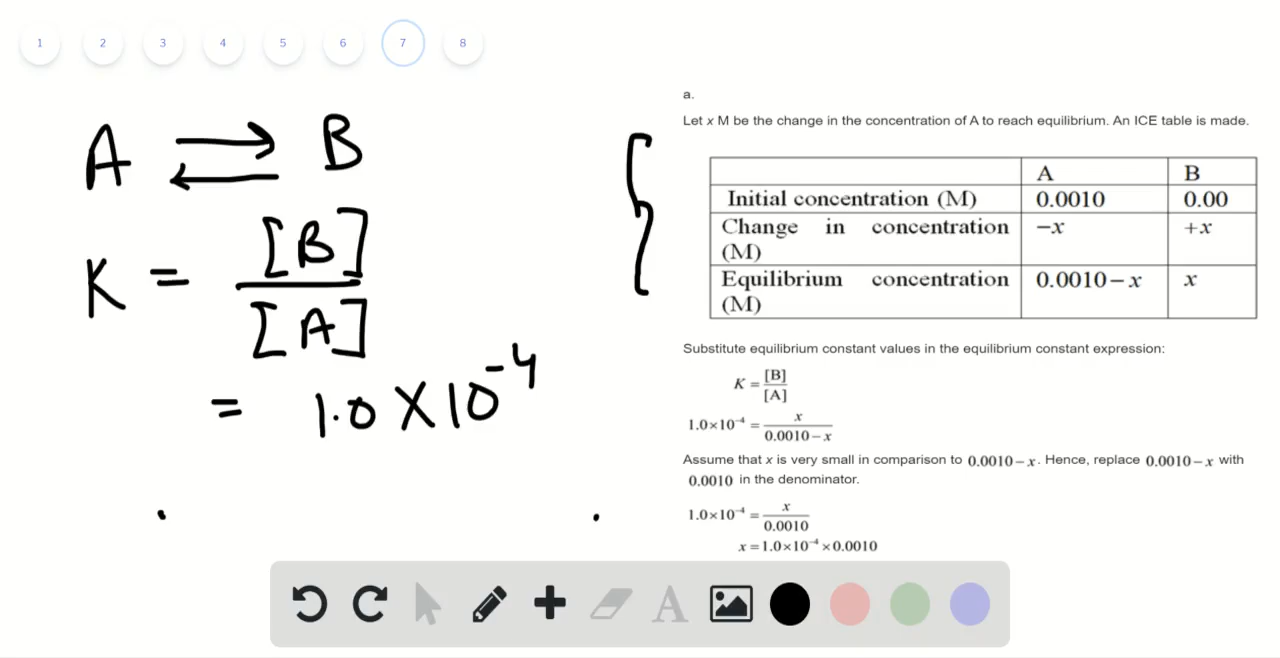 1 2 3 4 5 6 7 8
A ⇌ B
K = [B]
[A]
= 1.0 X 10⁻⁴
a.
Let x M be the change in the concentration of A to reach equilibrium. An ICE table is made.
A B
Initial concentration (M) 0.0010 0.00
Change in concentration −x +x
(M)
Equilibrium concentration 0.0010−x x
(M)
Substitute equilibrium constant values in the equilibrium constant expression:
K = [B]
[A]
1.0×10⁻⁴ = x
0.0010−x
Assume that x is very small in comparison to 0.0010−x. Hence, replace 0.0010−x with
0.0010 in the denominator.
1.0×10⁻⁴ = x
0.0010
x = 1.0×10⁻⁴ × 0.0010
A